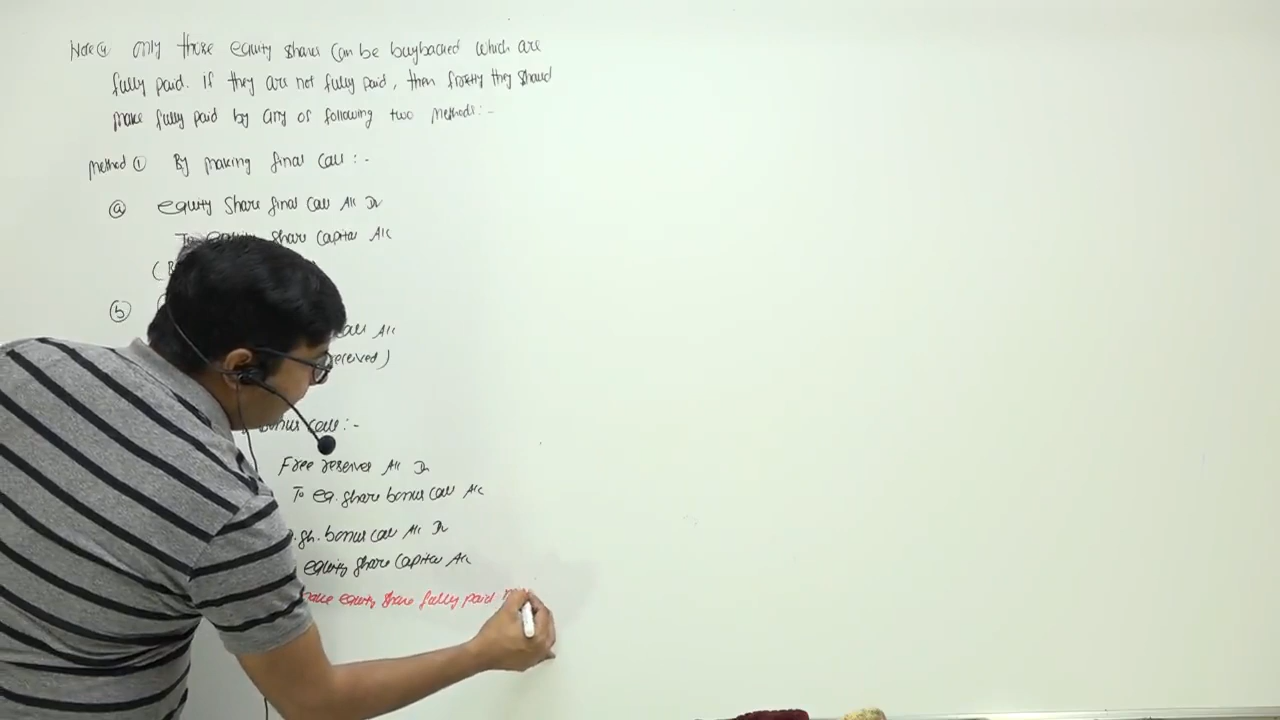 Note ④ Only those equity shares can be buybacked which are
fully paid. If they are not fully paid, then firstly they should
make fully paid by any of following two methods:-
Method ① By making final call :-
ⓐ equity share final call A/c Dr
To equity share capital A/c
(B
ⓑ
call A/c
received)
bonus call :-
Free reserves A/c Dr
To eq. share bonus call A/c
sh. bonus call A/c Dr
equity share capital A/c
make equity share fully paid